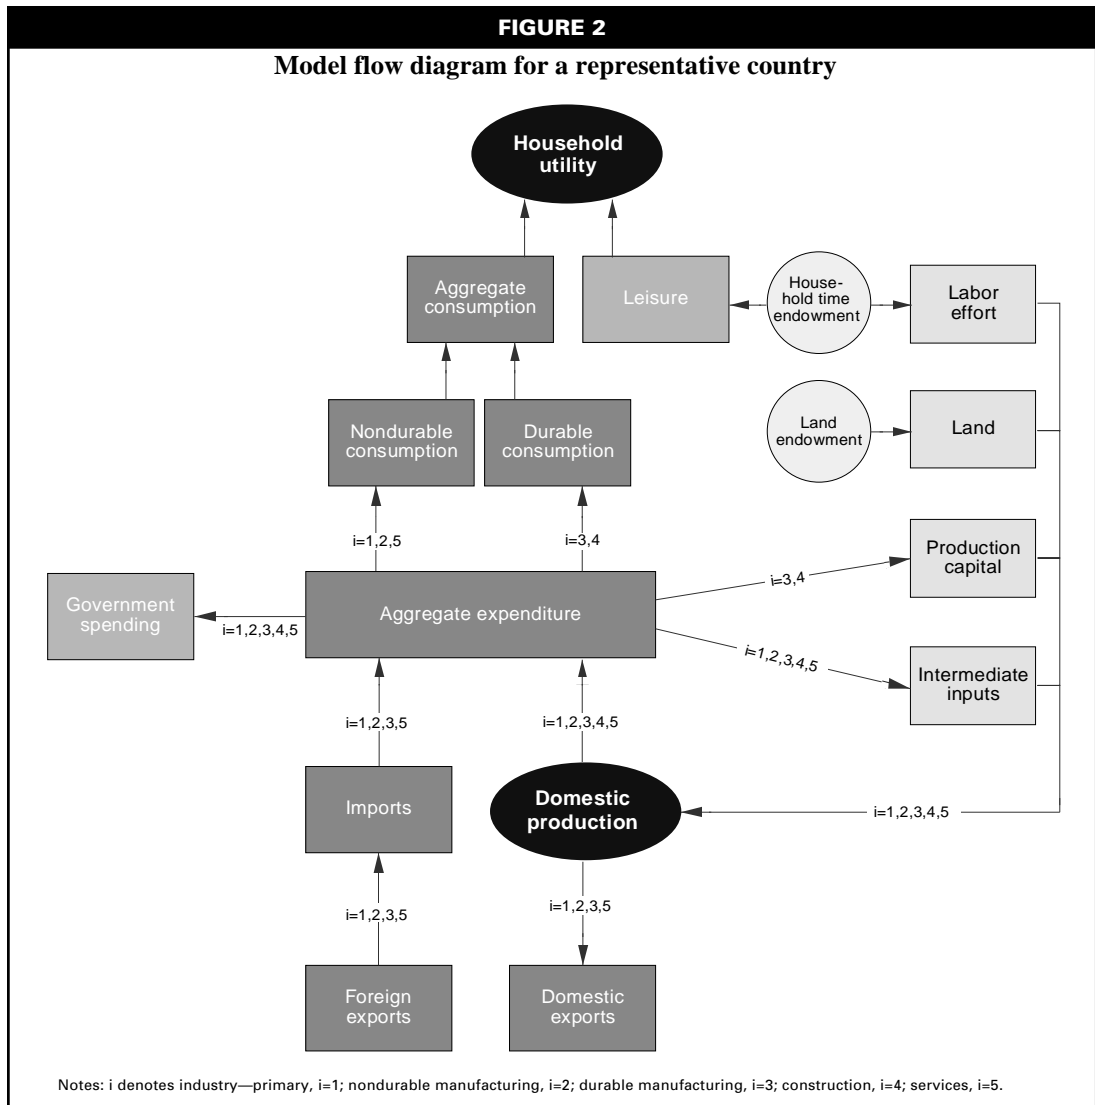 FIGURE 2
Model flow diagram for a representative country
Household
utility
Aggregate
consumption
Leisure
House-
hold time
endowment
Labor
effort
Nondurable
consumption
Durable
consumption
Land
endowment
Land
i=1,2,5
i=3,4
Production
capital
i=3,4
Government
spending
i=1,2,3,4,5
Aggregate expenditure
i=1,2,3,4,5
Intermediate
inputs
i=1,2,3,5
i=1,2,3,4,5
Imports
Domestic
production
i=1,2,3,4,5
i=1,2,3,5
i=1,2,3,5
Foreign
exports
Domestic
exports
Notes: i denotes industry—primary, i=1; nondurable manufacturing, i=2; durable manufacturing, i=3; construction, i=4; services, i=5.